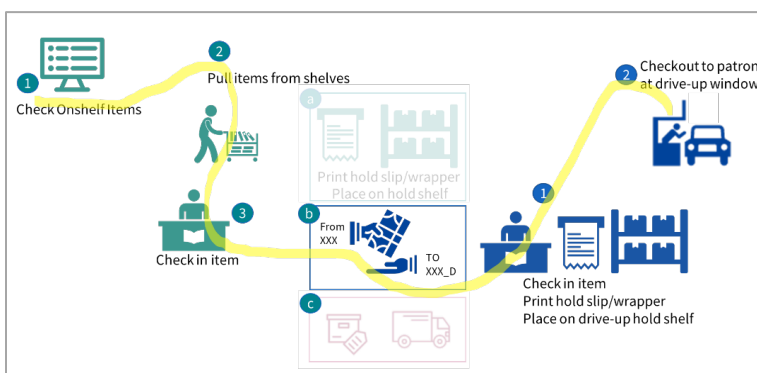 1
Check Onshelf Items
2
Pull items from shelves
3
Check in item
a
Print hold slip/wrapper
Place on hold shelf
b
From
XXX
TO
XXX_D
c
1
Check in item
Print hold slip/wrapper
Place on drive-up hold shelf
2
Checkout to patron
at drive-up window